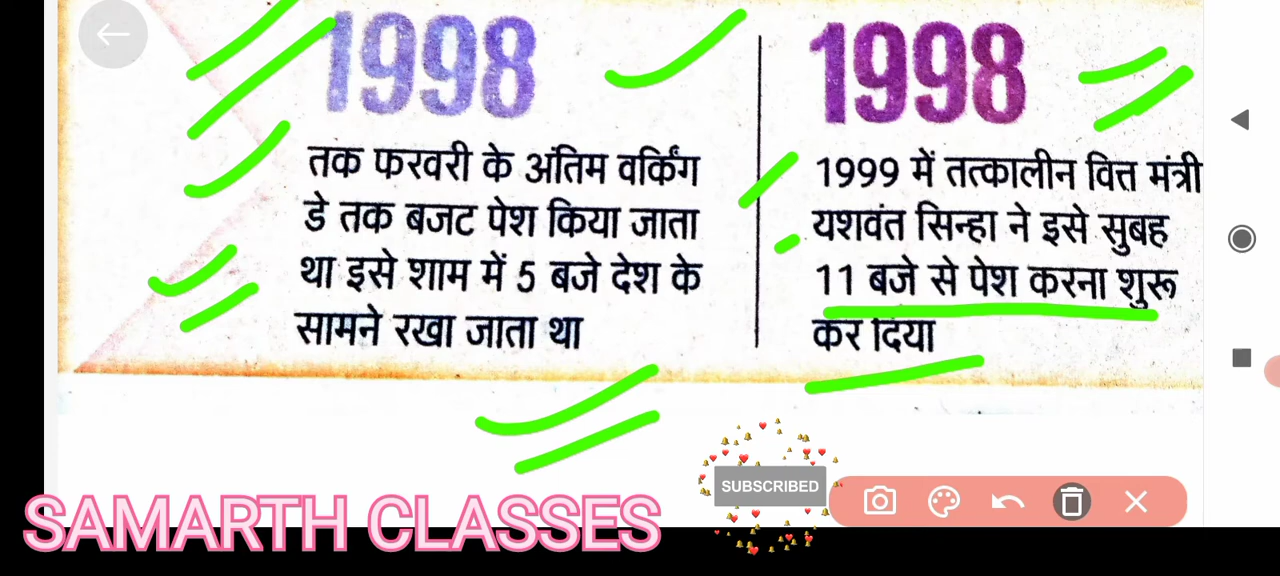 1998
तक फरवरी के अंतिम वर्किंग
डे तक बजट पेश किया जाता
था इसे शाम में 5 बजे देश के
सामने रखा जाता था
1998
1999 में तत्कालीन वित्त मंत्री
यशवंत सिन्हा ने इसे सुबह
11 बजे से पेश करना शुरू
कर दिया
SUBSCRIBED
SAMARTH CLASSES